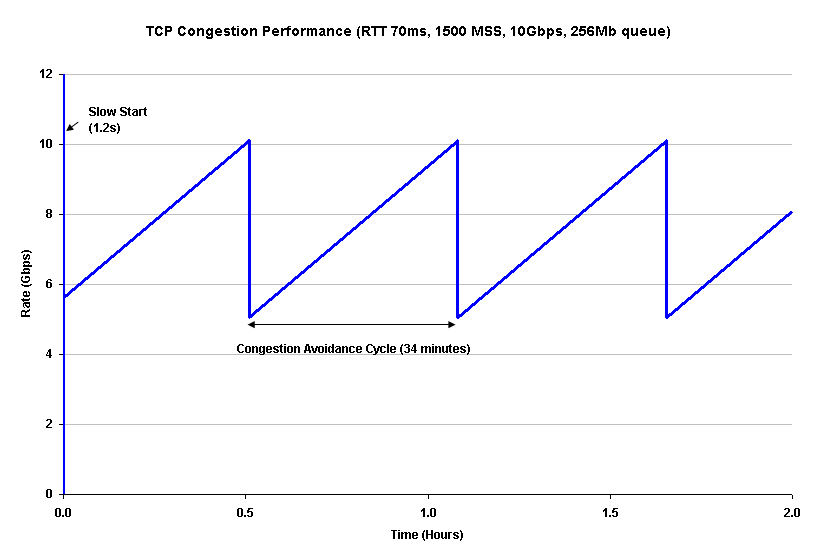 TCP Congestion Performance (RTT 70ms, 1500 MSS, 10Gbps, 256Mb queue)
12
Slow Start
(1.2s)
10
8
Rate (Gbps)
6
Congestion Avoidance Cycle (34 minutes)
4
2
0
0.0 0.5 1.0 1.5 2.0
Time (Hours)